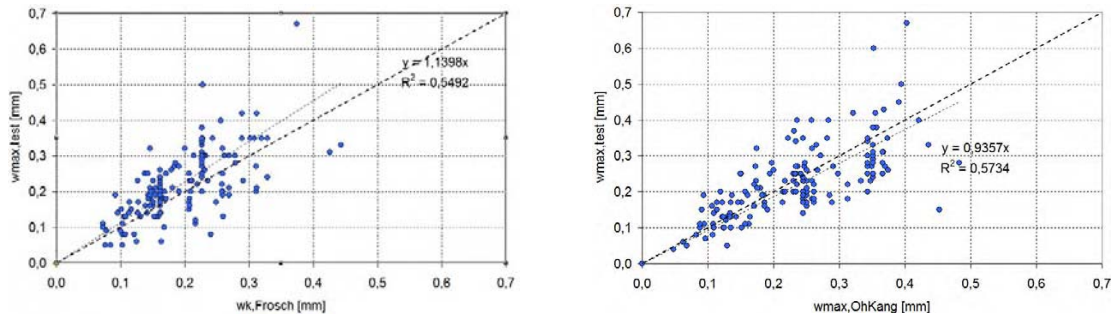 0,7
0,6
0,5
0,4
0,3
0,2
0,1
0,0
wmax,test [mm]
y = 1,1398x
R² = 0,5492
0,0 0,1 0,2 0,3 0,4 0,5 0,6 0,7
wk,Frosch [mm]
0,7
0,6
0,5
0,4
0,3
0,2
0,1
0,0
wmax,test [mm]
y = 0,9357x
R² = 0,5734
0,0 0,1 0,2 0,3 0,4 0,5 0,6 0,7
wmax,OhKang [mm]